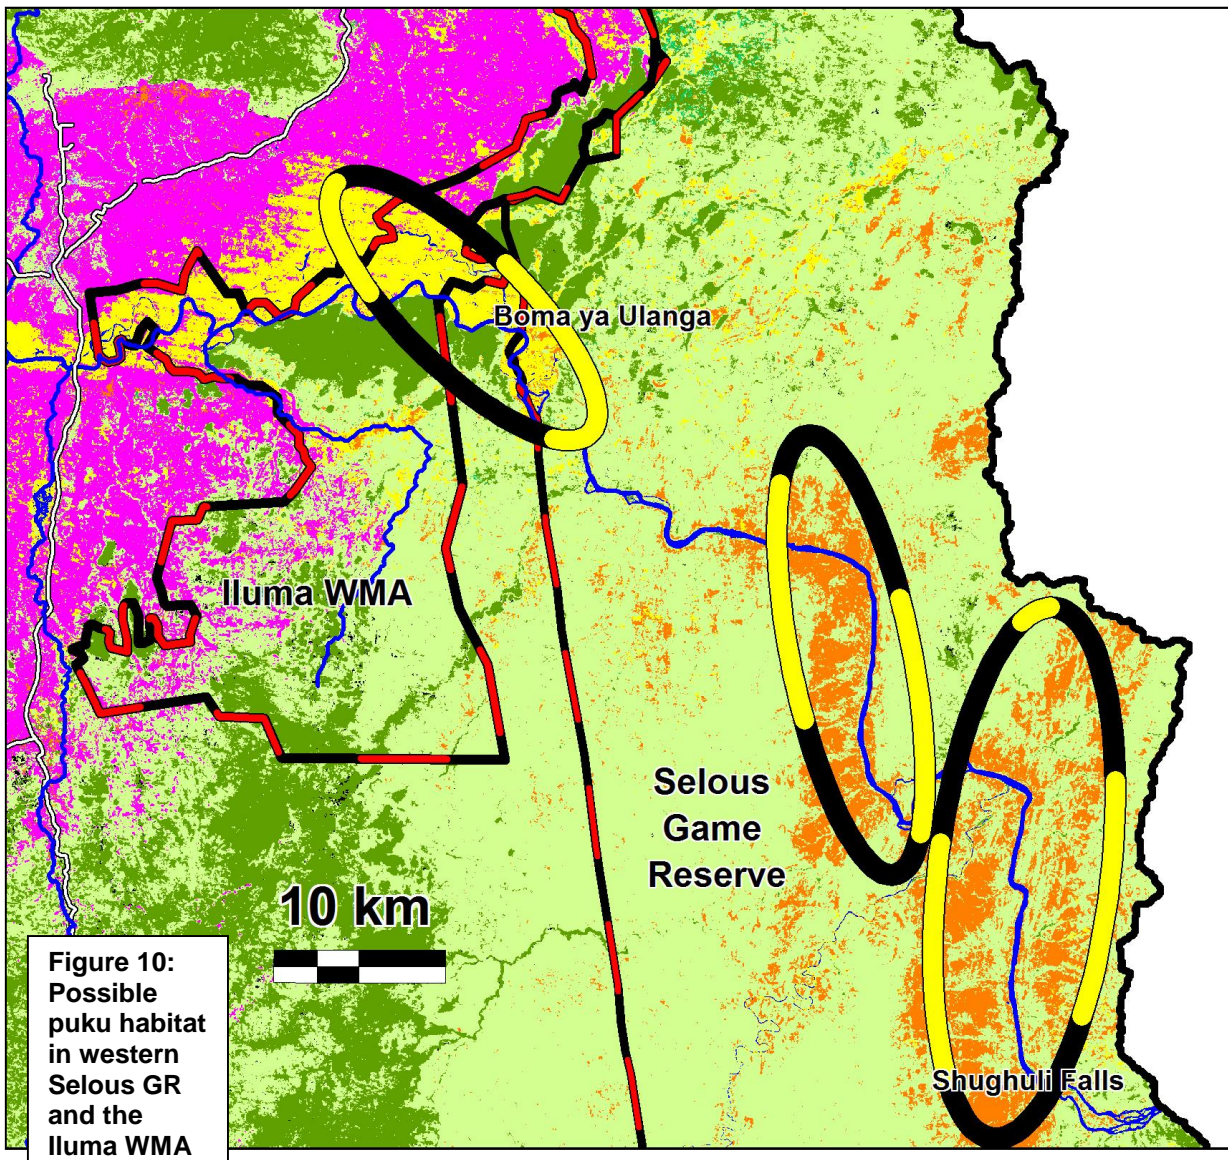 Boma ya Ulanga
Iluma WMA
Selous
Game
Reserve
10 km
Shughuli Falls
Figure 10:
Possible
puku habitat
in western
Selous GR
and the
Iluma WMA